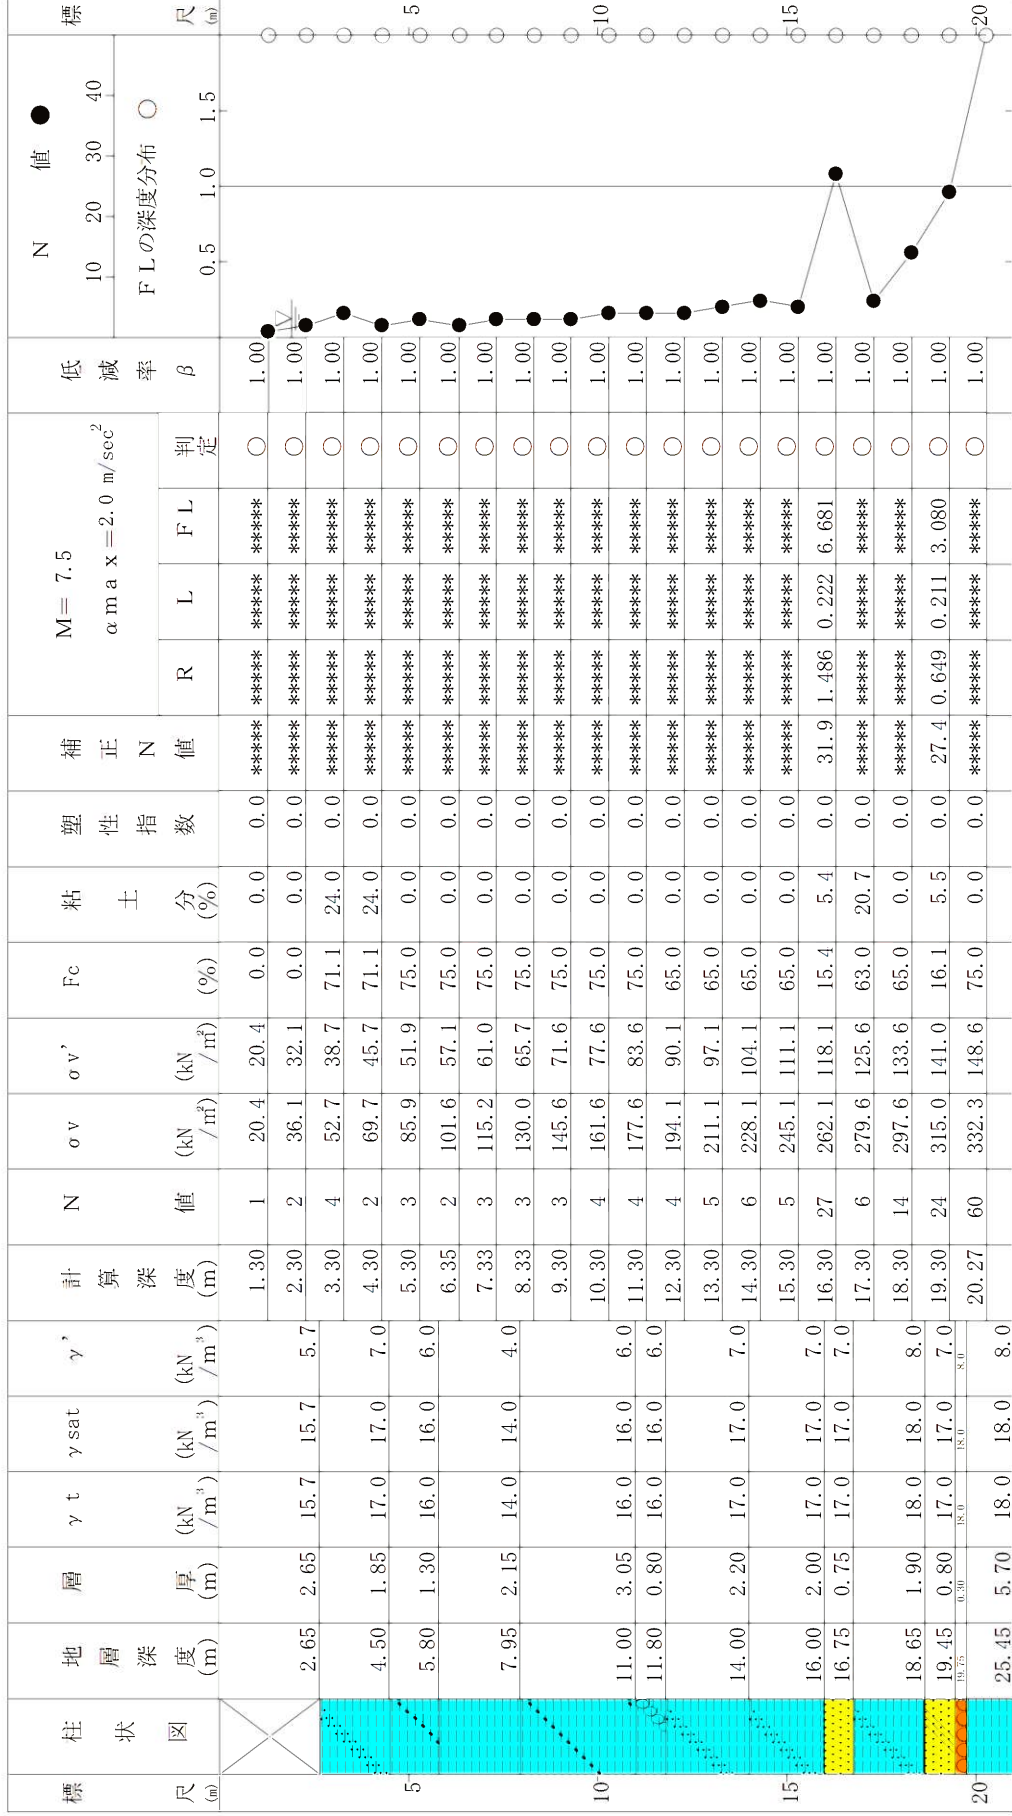 標尺(m) 柱状図 地層深度(m) 層厚(m) γt(kN/m³) γsat(kN/m³) γ'(kN/m³) 計算深度(m) N値 σv(kN/m²) σv'(kN/m²) Fc(%) 粘土分(%) 塑性指数 補正N値 M= 7.5 αmax=2.0 m/sec² R L FL 判定 低減率β N値 ● 10 20 30 40 FLの深度分布 ○ 0.5 1.0 1.5 標尺(m)
1.30 1 20.4 20.4 0.0 0.0 0.0 ***** ***** ***** ***** ○ 1.00
2.30 2 36.1 32.1 0.0 0.0 0.0 ***** ***** ***** ***** ○ 1.00
2.65 2.65 15.7 15.7 5.7
3.30 4 52.7 38.7 71.1 24.0 0.0 ***** ***** ***** ***** ○ 1.00
4.30 2 69.7 45.7 71.1 24.0 0.0 ***** ***** ***** ***** ○ 1.00
4.50 1.85 17.0 17.0 7.0
5 5.30 3 85.9 51.9 75.0 0.0 0.0 ***** ***** ***** ***** ○ 1.00 5
5.80 1.30 16.0 16.0 6.0
6.35 2 101.6 57.1 75.0 0.0 0.0 ***** ***** ***** ***** ○ 1.00
7.33 3 115.2 61.0 75.0 0.0 0.0 ***** ***** ***** ***** ○ 1.00
7.95 2.15 14.0 14.0 4.0
8.33 3 130.0 65.7 75.0 0.0 0.0 ***** ***** ***** ***** ○ 1.00
9.30 3 145.6 71.6 75.0 0.0 0.0 ***** ***** ***** ***** ○ 1.00
10 10.30 4 161.6 77.6 75.0 0.0 0.0 ***** ***** ***** ***** ○ 1.00 10
11.00 3.05 16.0 16.0 6.0
11.30 4 177.6 83.6 75.0 0.0 0.0 ***** ***** ***** ***** ○ 1.00
11.80 0.80 16.0 16.0 6.0
12.30 4 194.1 90.1 65.0 0.0 0.0 ***** ***** ***** ***** ○ 1.00
13.30 5 211.1 97.1 65.0 0.0 0.0 ***** ***** ***** ***** ○ 1.00
14.00 2.20 17.0 17.0 7.0
14.30 6 228.1 104.1 65.0 0.0 0.0 ***** ***** ***** ***** ○ 1.00
15 15.30 5 245.1 111.1 65.0 0.0 0.0 ***** ***** ***** ***** ○ 1.00 15
16.00 2.00 17.0 17.0 7.0
16.30 27 262.1 118.1 15.4 5.4 0.0 31.9 1.486 0.222 6.681 ○ 1.00
16.75 0.75 17.0 17.0 7.0
17.30 6 279.6 125.6 63.0 20.7 0.0 ***** ***** ***** ***** ○ 1.00
18.30 14 297.6 133.6 65.0 0.0 0.0 ***** ***** ***** ***** ○ 1.00
18.65 1.90 18.0 18.0 8.0
19.30 24 315.0 141.0 16.1 5.5 0.0 27.4 0.649 0.211 3.080 ○ 1.00
19.45 0.80 17.0 17.0 7.0
19.75 0.30 18.0 18.0 8.0
20 20.27 60 332.3 148.6 75.0 0.0 0.0 ***** ***** ***** ***** ○ 1.00 20
25.45 5.70 18.0 18.0 8.0